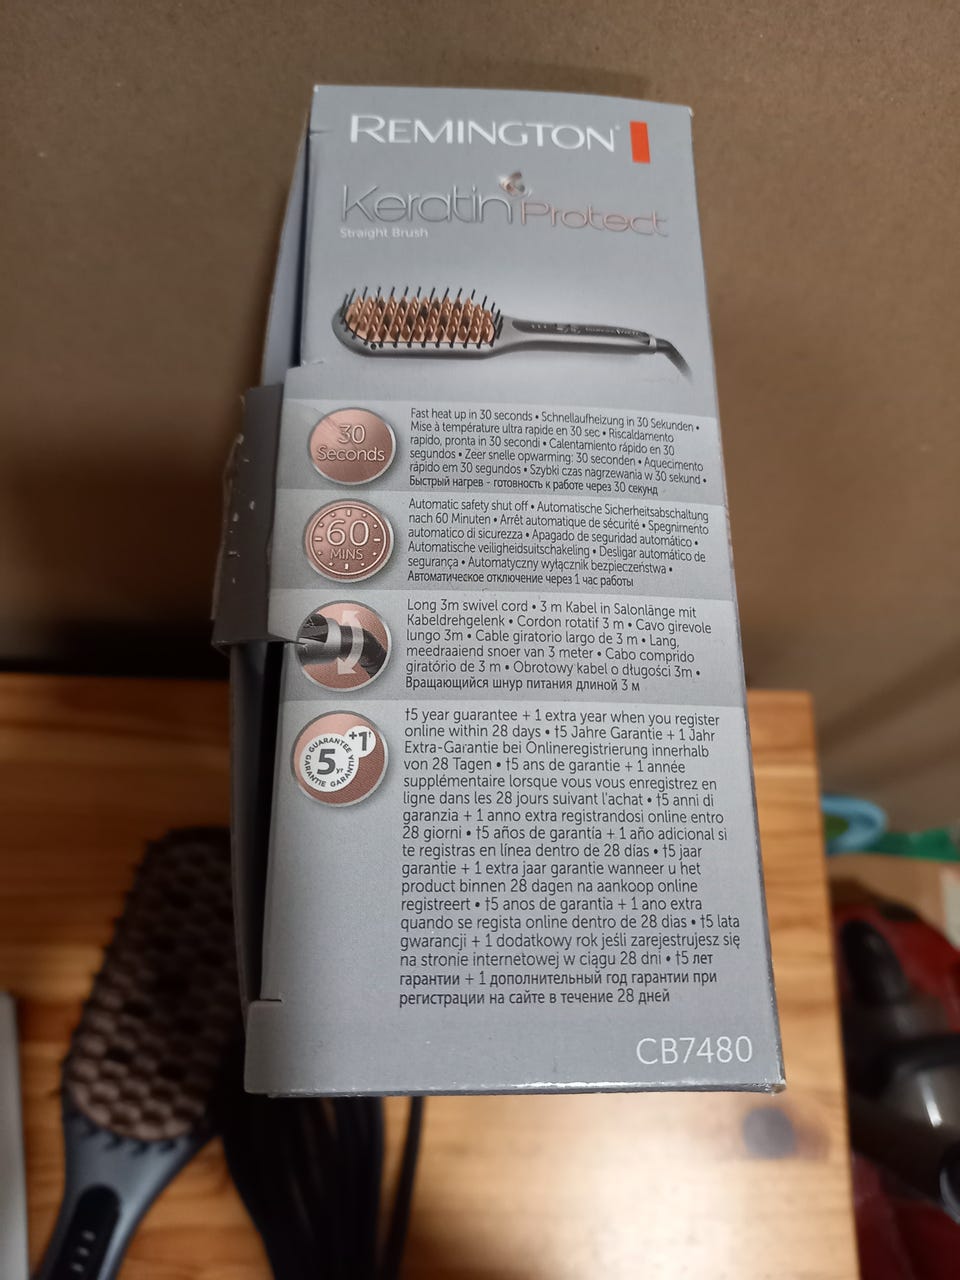 REMINGTON
Keratin Protect
Straight Brush
30
Seconds
Fast heat up in 30 seconds • Schnellaufheizung in 30 Sekunden •
Mise à température ultra rapide en 30 sec • Riscaldamento
rapido, pronta in 30 secondi • Calentamiento rápido en 30
segundos • Zeer snelle opwarming: 30 seconden • Aquecimento
rápido em 30 segundos • Szybki czas nagrzewania w 30 sekund •
Быстрый нагрев - готовность к работе через 30 секунд
60
MINS
Automatic safety shut off • Automatische Sicherheitsabschaltung
nach 60 Minuten • Arrêt automatique de sécurité • Spegnimento
automatico di sicurezza • Apagado de seguridad automático •
Automatische veiligheidsuitschakeling • Desligar automático de
segurança • Automatyczny wyłącznik bezpieczeństwa •
Автоматическое отключение через 1 час работы
Long 3m swivel cord • 3 m Kabel in Salonlänge mit
Kabeldrehgelenk • Cordon rotatif 3 m • Cavo girevole
lungo 3m • Cable giratorio largo de 3 m • Lang,
meedraaiend snoer van 3 meter • Cabo comprido
giratório de 3 m • Obrotowy kabel o długości 3m •
Вращающийся шнур питания длиной 3 м
GUARANTEE
5 yr +1†
GARANTIE GARANTÍA
†5 year guarantee + 1 extra year when you register
online within 28 days • †5 Jahre Garantie + 1 Jahr
Extra-Garantie bei Onlineregistrierung innerhalb
von 28 Tagen • †5 ans de garantie + 1 année
supplémentaire lorsque vous vous enregistrez en
ligne dans les 28 jours suivant l'achat • †5 anni di
garanzia + 1 anno extra registrandosi online entro
28 giorni • †5 años de garantía + 1 año adicional si
te registras en línea dentro de 28 días • †5 jaar
garantie + 1 extra jaar garantie wanneer u het
product binnen 28 dagen na aankoop online
registreert • †5 anos de garantia + 1 ano extra
quando se regista online dentro de 28 dias • †5 lata
gwarancji + 1 dodatkowy rok jeśli zarejestrujesz się
na stronie internetowej w ciągu 28 dni • †5 лет
гарантии + 1 дополнительный год гарантии при
регистрации на сайте в течение 28 дней
CB7480